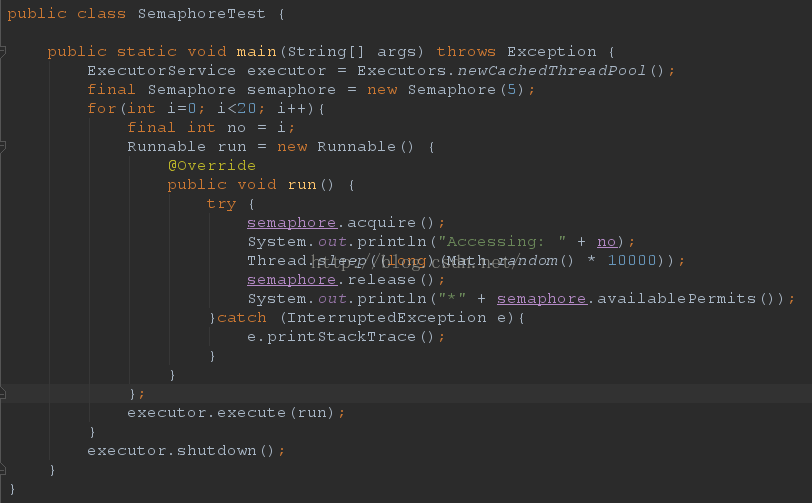 public class SemaphoreTest {
    public static void main(String[] args) throws Exception {
        ExecutorService executor = Executors.newCachedThreadPool();
        final Semaphore semaphore = new Semaphore(5);
        for(int i=0; i<20; i++){
            final int no = i;
            Runnable run = new Runnable() {
                @Override
                public void run() {
                    try {
                        semaphore.acquire();
                        System.out.println("Accessing: " + no);
                        Thread.sleep((long)(Math.random() * 10000));
                        http://blog.csdn.net/
                        semaphore.release();
                        System.out.println("*" + semaphore.availablePermits());
                    }catch (InterruptedException e){
                        e.printStackTrace();
                    }
                }
            };
            executor.execute(run);
        }
        executor.shutdown();
    }
}